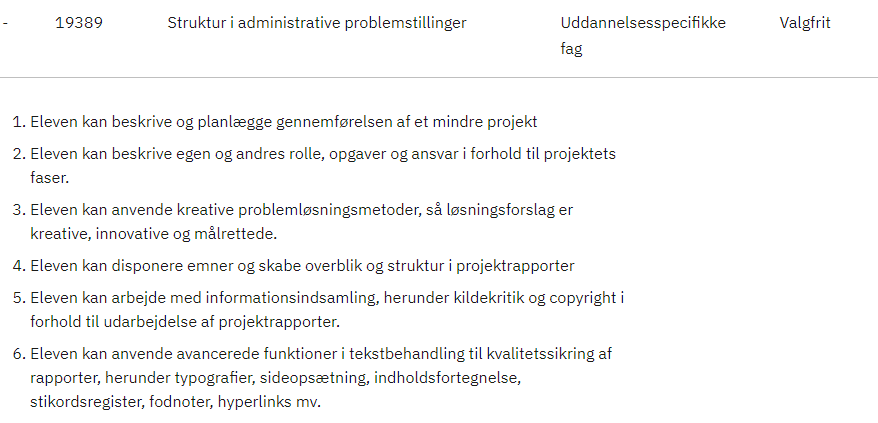 - 19389 Struktur i administrative problemstillinger Uddannelsesspecifikke Valgfrit
fag
1. Eleven kan beskrive og planlægge gennemførelsen af et mindre projekt
2. Eleven kan beskrive egen og andres rolle, opgaver og ansvar i forhold til projektets
faser.
3. Eleven kan anvende kreative problemløsningsmetoder, så løsningsforslag er
kreative, innovative og målrettede.
4. Eleven kan disponere emner og skabe overblik og struktur i projektrapporter
5. Eleven kan arbejde med informationsindsamling, herunder kildekritik og copyright i
forhold til udarbejdelse af projektrapporter.
6. Eleven kan anvende avancerede funktioner i tekstbehandling til kvalitetssikring af
rapporter, herunder typografier, sideopsætning, indholdsfortegnelse,
stikordsregister, fodnoter, hyperlinks mv.